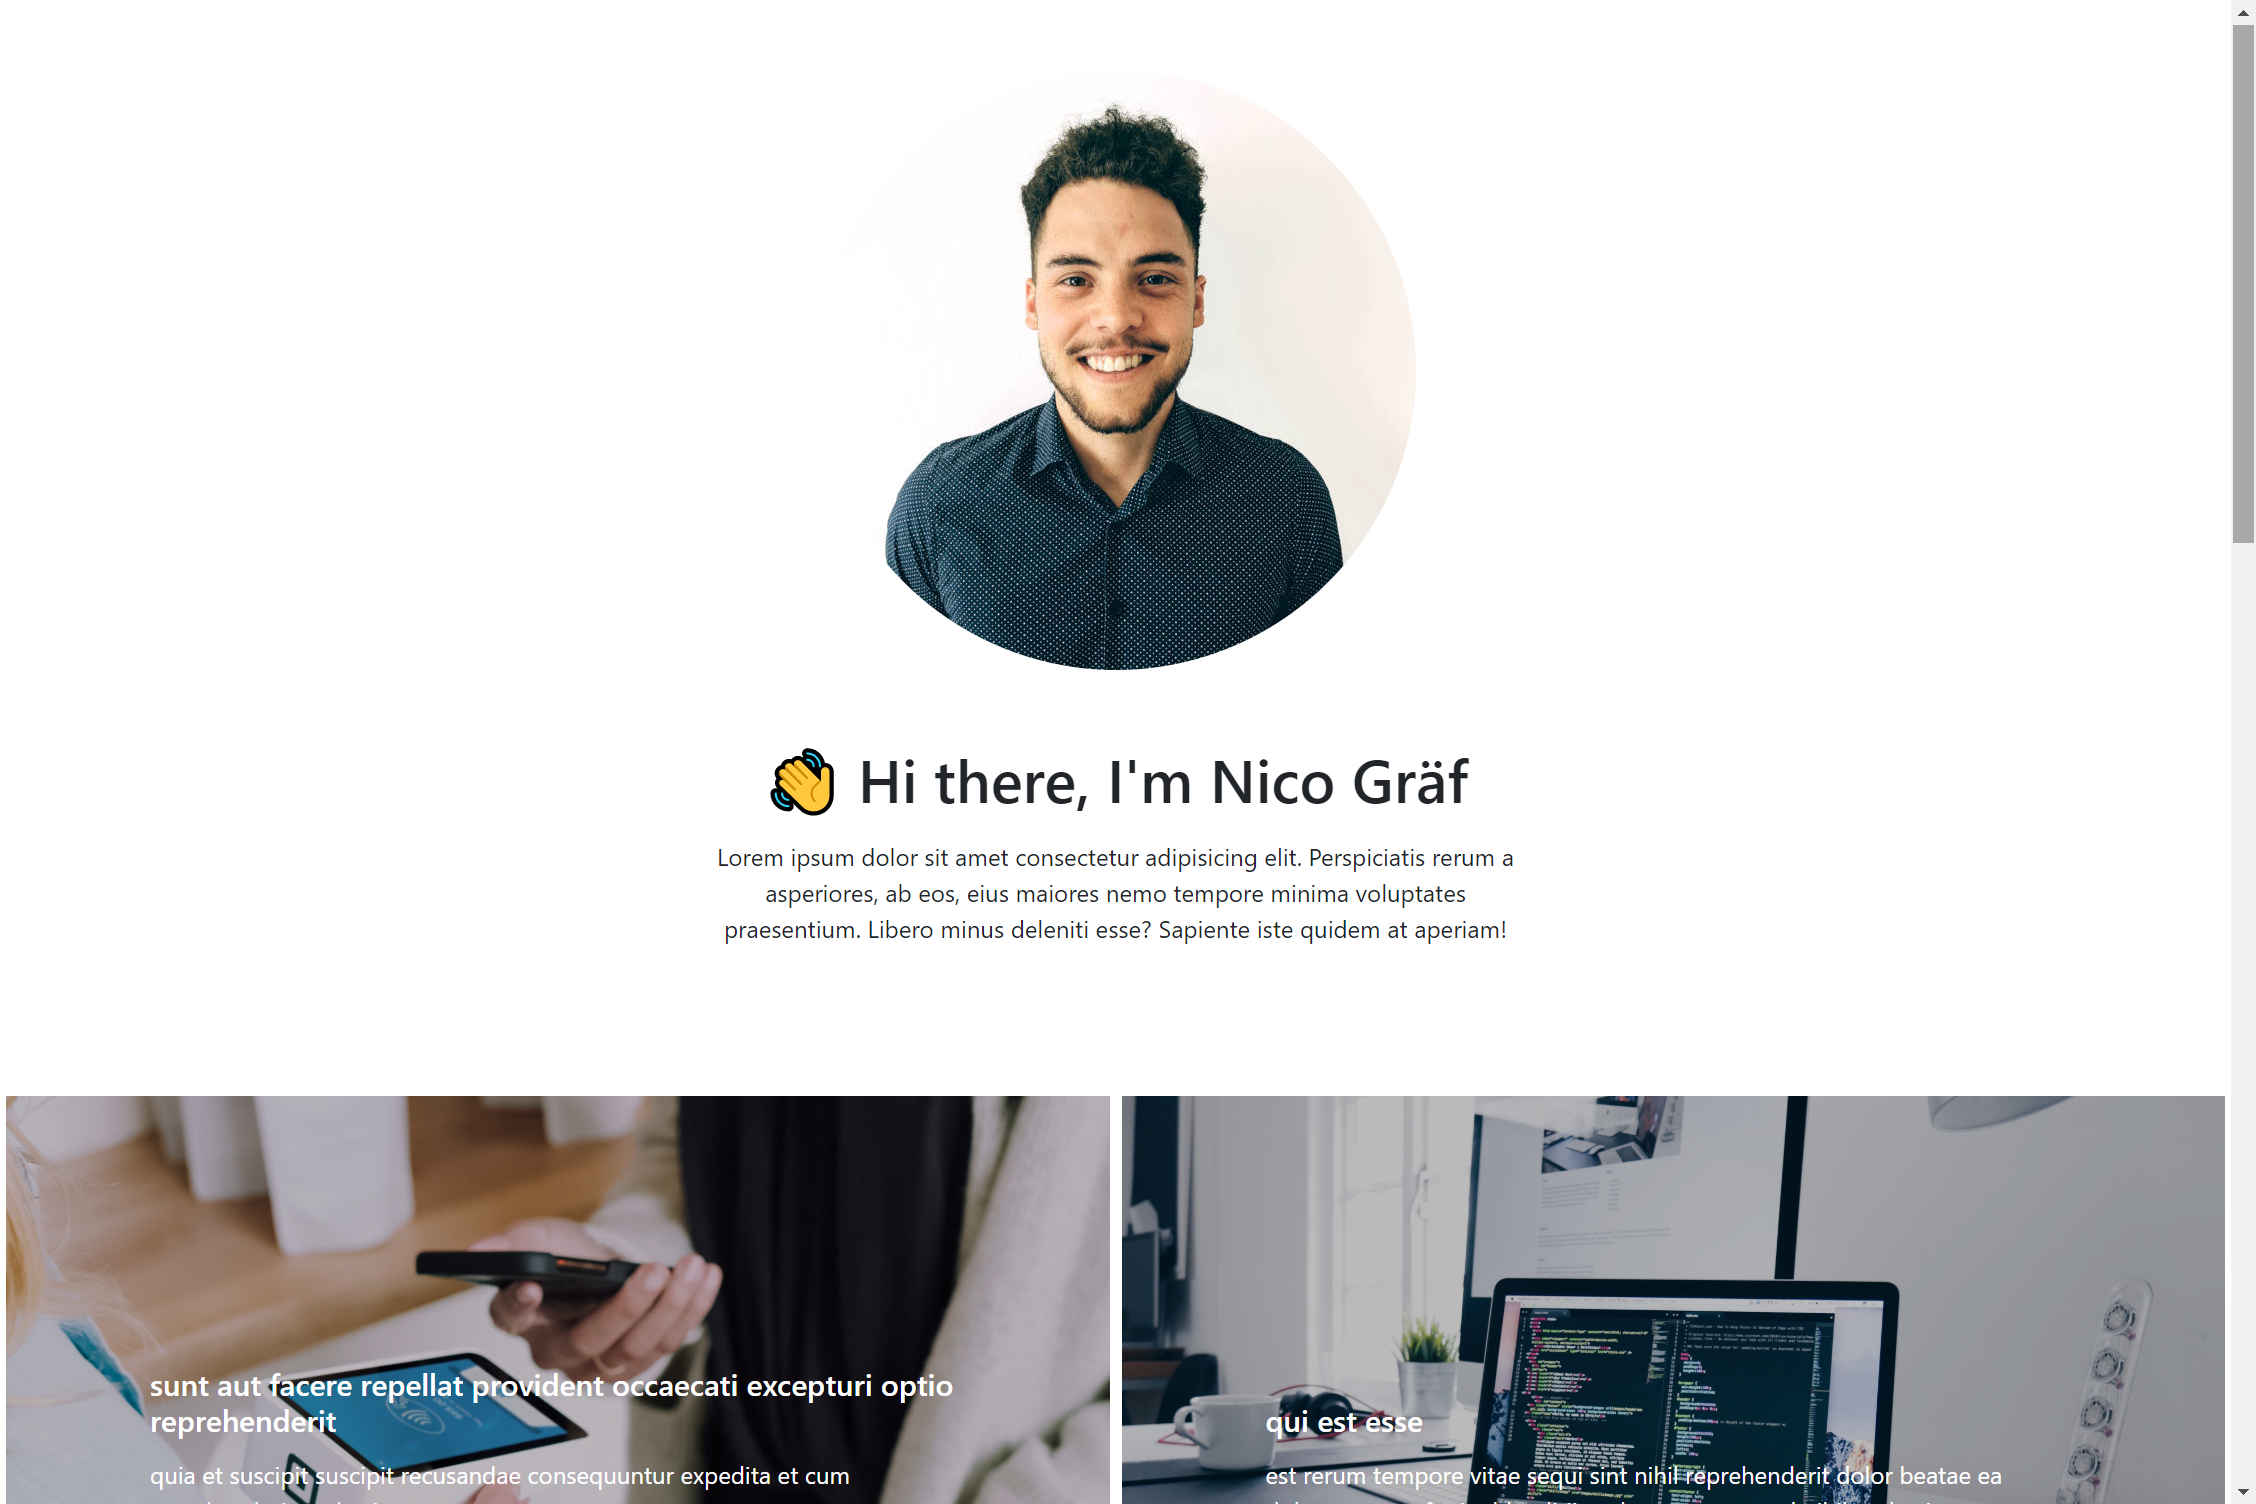 👋 Hi there, I'm Nico Gräf
Lorem ipsum dolor sit amet consectetur adipisicing elit. Perspiciatis rerum a
asperiores, ab eos, eius maiores nemo tempore minima voluptates
praesentium. Libero minus deleniti esse? Sapiente iste quidem at aperiam!
sunt aut facere repellat provident occaecati excepturi optio
reprehenderit
quia et suscipit suscipit recusandae consequuntur expedita et cum
qui est esse
est rerum tempore vitae sequi sint nihil reprehenderit dolor beatae ea